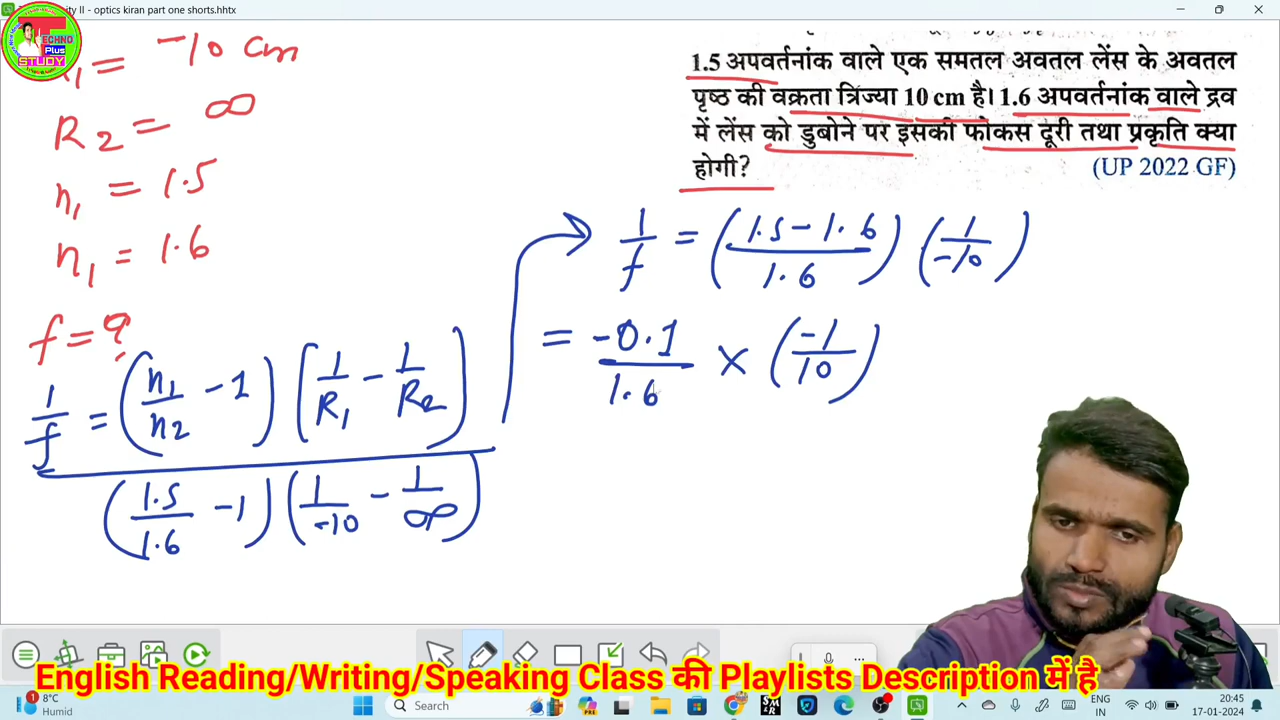 - optics kiran part one shorts.hhtx
TECHNO
Plus
STUDY
= -10 cm
R2 = ∞
n1 = 1.5
n1 = 1.6
f = ?
1/f = (n1/n2 - 1) [1/R1 - 1/R2]
(1.5/1.6 - 1) (1/-10 - 1/∞)
1.5 अपवर्तनांक वाले एक समतल अवतल लेंस के अवतल
पृष्ठ की वक्रता त्रिज्या 10 cm है। 1.6 अपवर्तनांक वाले द्रव
में लेंस को डुबोने पर इसकी फोकस दूरी तथा प्रकृति क्या
होगी?
(UP 2022 GF)
1/f = (1.5 - 1.6/1.6) (1/-10)
= -0.1/1.6 × (-1/10)
English Reading/Writing/Speaking Class की Playlists Description में है
1
8°C
Humid
Search
ENG
IN
20:45
17-01-2024